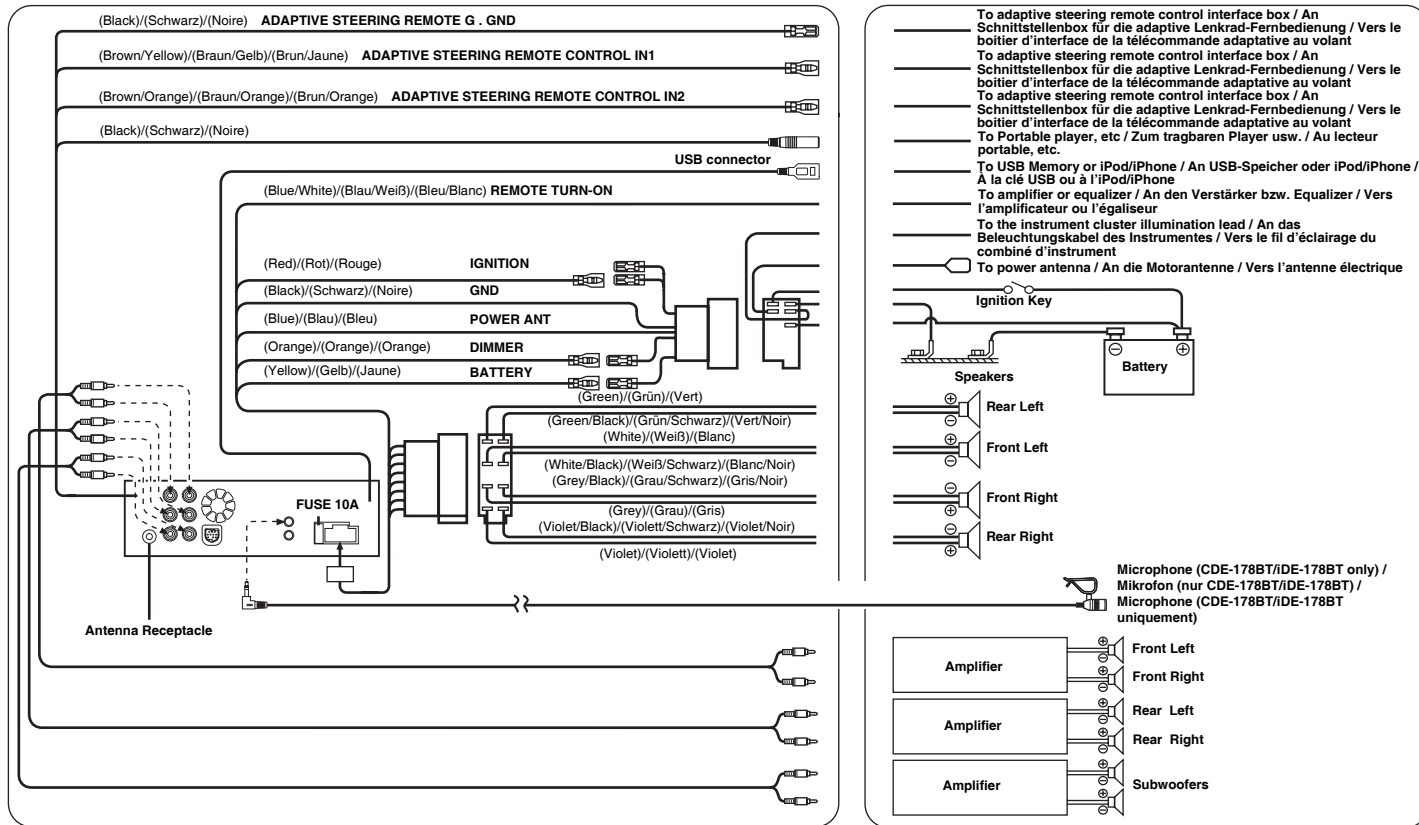 (Black)/(Schwarz)/(Noire) ADAPTIVE STEERING REMOTE G . GND
(Brown/Yellow)/(Braun/Gelb)/(Brun/Jaune) ADAPTIVE STEERING REMOTE CONTROL IN1
(Brown/Orange)/(Braun/Orange)/(Brun/Orange) ADAPTIVE STEERING REMOTE CONTROL IN2
(Black)/(Schwarz)/(Noire)
USB connector
(Blue/White)/(Blau/Weiß)/(Bleu/Blanc) REMOTE TURN-ON
(Red)/(Rot)/(Rouge) IGNITION
(Black)/(Schwarz)/(Noire) GND
(Blue)/(Blau)/(Bleu) POWER ANT
(Orange)/(Orange)/(Orange) DIMMER
(Yellow)/(Gelb)/(Jaune) BATTERY
(Green)/(Grün)/(Vert)
(Green/Black)/(Grün/Schwarz)/(Vert/Noir)
(White)/(Weiß)/(Blanc)
(White/Black)/(Weiß/Schwarz)/(Blanc/Noir)
(Grey/Black)/(Grau/Schwarz)/(Gris/Noir)
(Grey)/(Grau)/(Gris)
(Violet/Black)/(Violett/Schwarz)/(Violet/Noir)
(Violet)/(Violett)/(Violet)
FUSE 10A
Antenna Receptacle
To adaptive steering remote control interface box / An
Schnittstellenbox für die adaptive Lenkrad-Fernbedienung / Vers le
boitier d'interface de la télécommande adaptative au volant
To adaptive steering remote control interface box / An
Schnittstellenbox für die adaptive Lenkrad-Fernbedienung / Vers le
boitier d'interface de la télécommande adaptative au volant
To adaptive steering remote control interface box / An
Schnittstellenbox für die adaptive Lenkrad-Fernbedienung / Vers le
boitier d'interface de la télécommande adaptative au volant
To Portable player, etc / Zum tragbaren Player usw. / Au lecteur
portable, etc.
To USB Memory or iPod/iPhone / An USB-Speicher oder iPod/iPhone /
À la clé USB ou à l'iPod/iPhone
To amplifier or equalizer / An den Verstärker bzw. Equalizer / Vers
l'amplificateur ou l'égaliseur
To the instrument cluster illumination lead / An das
Beleuchtungskabel des Instrumentes / Vers le fil d'éclairage du
combiné d'instrument
To power antenna / An die Motorantenne / Vers l'antenne électrique
Ignition Key
Battery
Speakers
Rear Left
Front Left
Front Right
Rear Right
Microphone (CDE-178BT/iDE-178BT only) /
Mikrofon (nur CDE-178BT/iDE-178BT) /
Microphone (CDE-178BT/iDE-178BT
uniquement)
Amplifier
Front Left
Front Right
Amplifier
Rear Left
Rear Right
Amplifier
Subwoofers